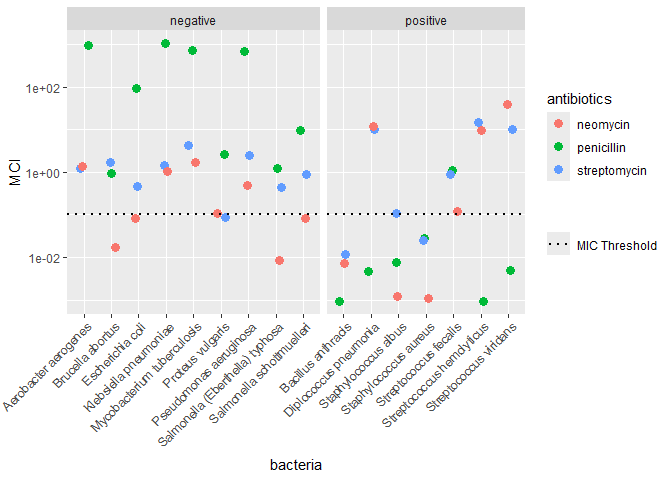 negative
positive
1e+02
1e+00
1e-02
MCI
Aerobacter aerogenes
Brucella abortus
Escherichia coli
Klebsiella pneumoniae
Mycobacterium tuberculosis
Proteus vulgaris
Pseudomonas aeruginosa
Salmonella (Eberthella) typhosa
Salmonella schottmuelleri
Bacillus anthracis
Diplococcus pneumonia
Staphylococcus albus
Staphylococcus aureus
Streptococcus fecalis
Streptococcus hemolyticus
Streptococcus viridans
bacteria
antibiotics
neomycin
penicillin
streptomycin
MIC Threshold